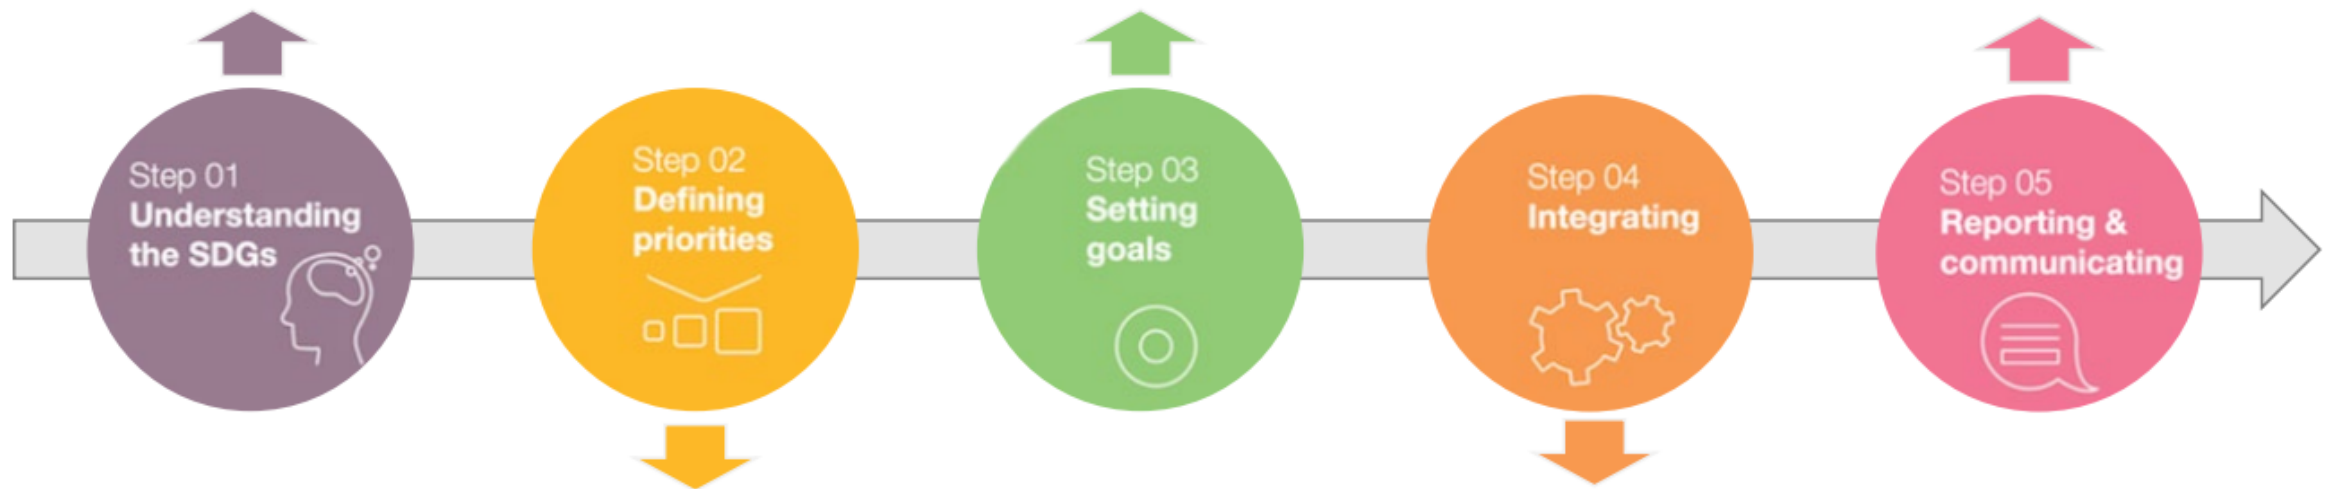 Step 01
Understanding
the SDGs
Step 02
Defining
priorities
Step 03
Setting
goals
Step 04
Integrating
Step 05
Reporting &
communicating